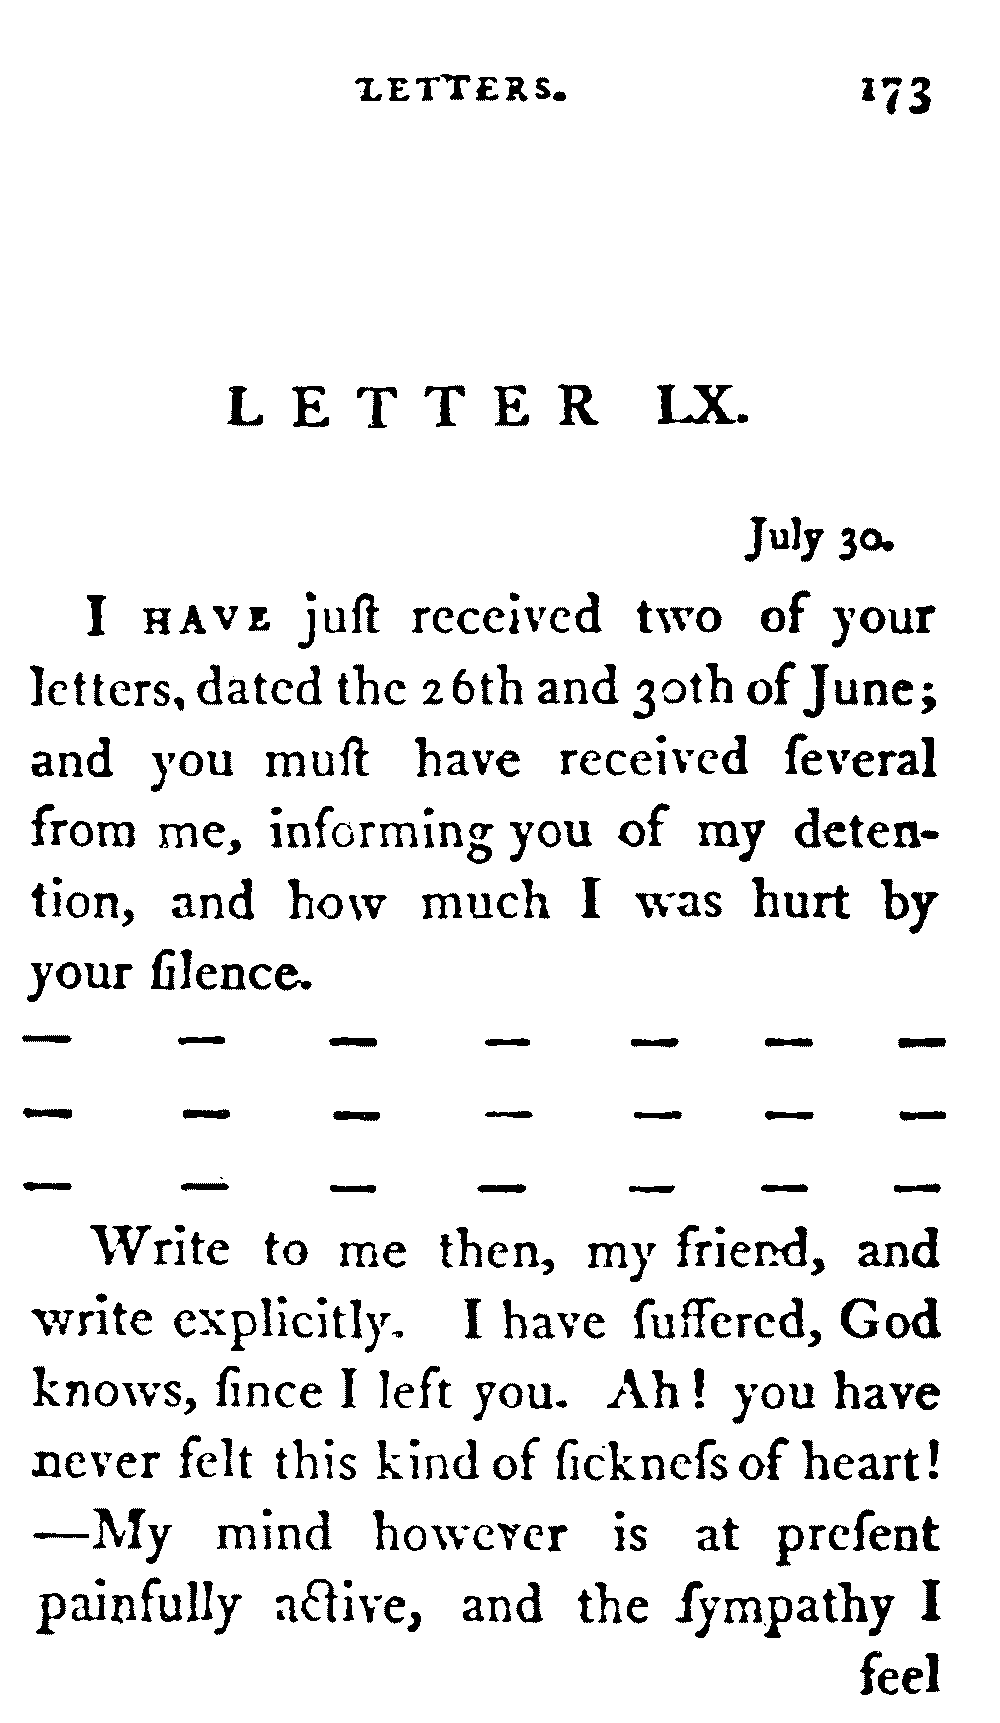 LETTERS. 173
LETTER LX.
July 30.
I HAVE juſt received two of your
letters, dated the 26th and 30th of June;
and you muſt have received ſeveral
from me, informing you of my deten-
tion, and how much I was hurt by
your ſilence.
— — — — — — —
— — — — — — —
— — — — — — —
Write to me then, my friend, and
write explicitly. I have ſuffered, God
knows, ſince I left you. Ah! you have
never felt this kind of ſickneſs of heart!
—My mind however is at preſent
painfully active, and the ſympathy I
feel